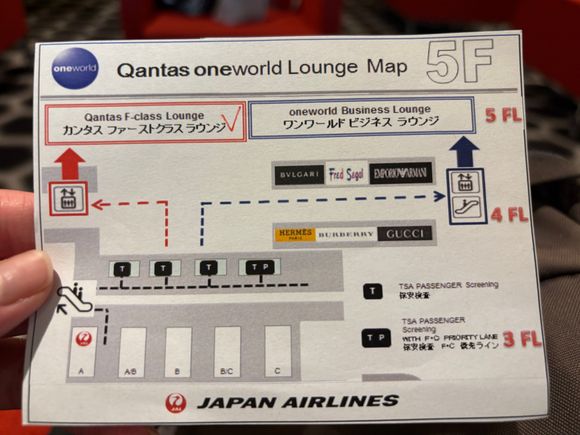 oneworld
Qantas oneworld Lounge Map
5F
Qantas F-class Lounge
カンタス ファーストクラス ラウンジ
oneworld Business Lounge
ワンワールド ビジネス ラウンジ
5 FL
BVLGARI
Fred Segal
EMPORIO ARMANI
4 FL
HERMÈS
PARIS
BURBERRY
GUCCI
T
T
T
T P
T
TSA PASSENGER Screening
保安検査
T P
TSA PASSENGER
Screening
WITH F•C PRIORITY LANE
保安検査 F•C 優先ライン
3 FL
JAL
A
A/B
B
B/C
C
JAL
JAPAN AIRLINES